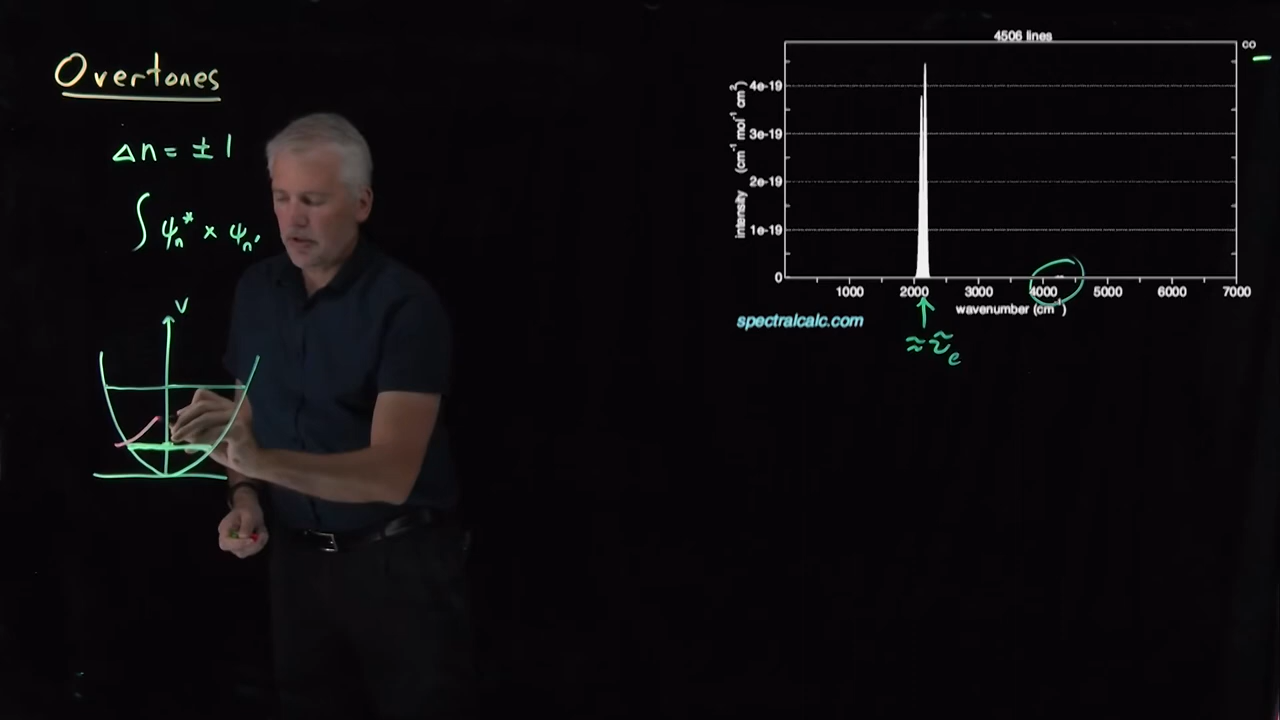 Overtones
Δn = ± 1
∫ ψn* x ψn'
V
4506 lines
CO
4e-19
3e-19
2e-19
1e-19
0
intensity (cm⁻¹ mol⁻¹ cm²)
1000 2000 3000 4000 5000 6000 7000
wavenumber (cm⁻¹)
spectralcalc.com
≈ ν̃e